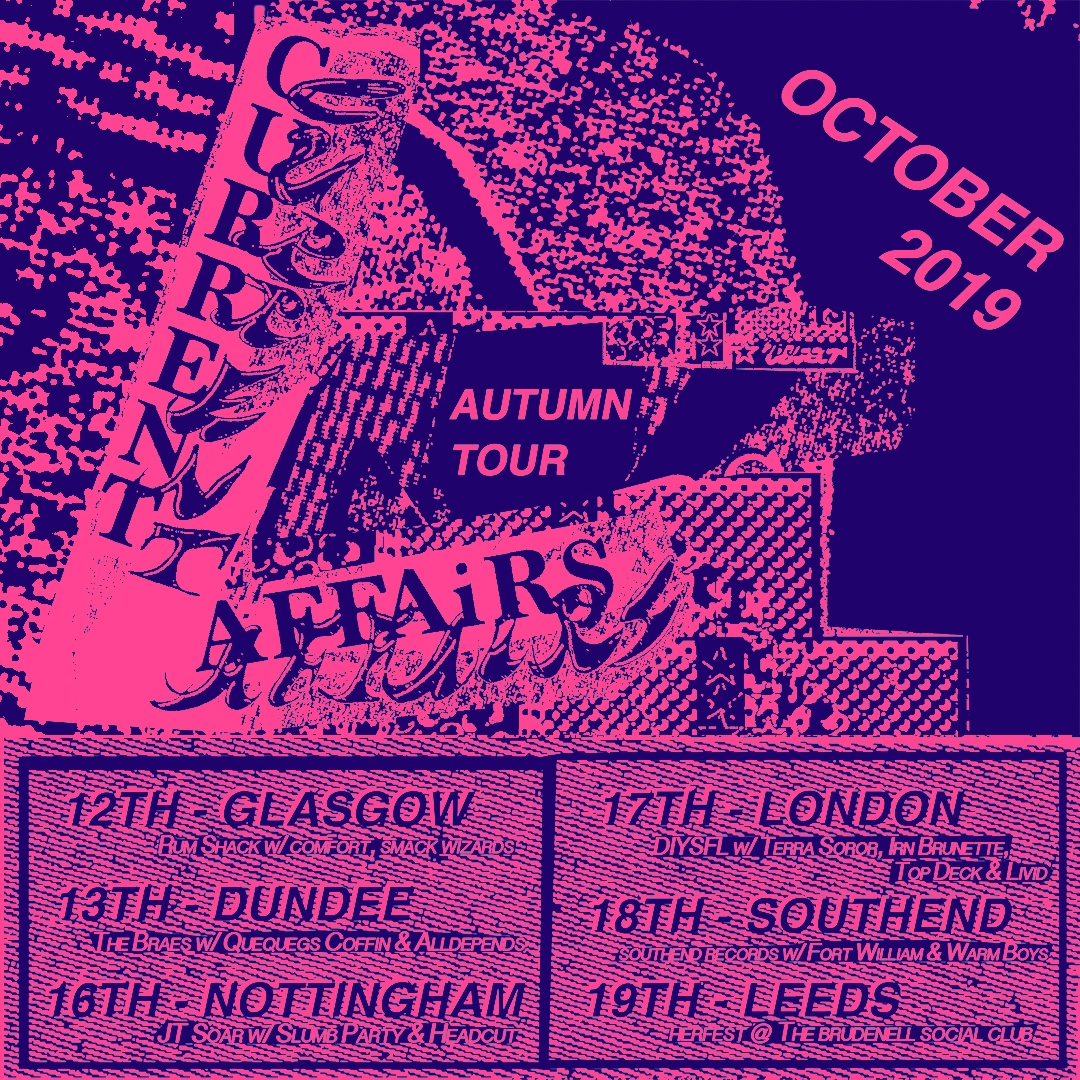 CURRENT
AFFAiRS
OCTOBER
2019
AUTUMN
TOUR
12TH - GLASGOW
RUM SHACK W/ COMFORT, SMACK WIZARDS
13TH - DUNDEE
THE BRAES W/ QUEQUEGS COFFIN & ALLDEPENDS
16TH - NOTTINGHAM
JT SOAR W/ SLUMB PARTY & HEADCUT
17TH - LONDON
DIYSFL W/ TERRA SOROR, IRN BRUNETTE,
TOP DECK & LIVID
18TH - SOUTHEND
SOUTHEND RECORDS W/ FORT WILLIAM & WARM BOYS
19TH - LEEDS
HERFEST @ THE BRUDENELL SOCIAL CLUB